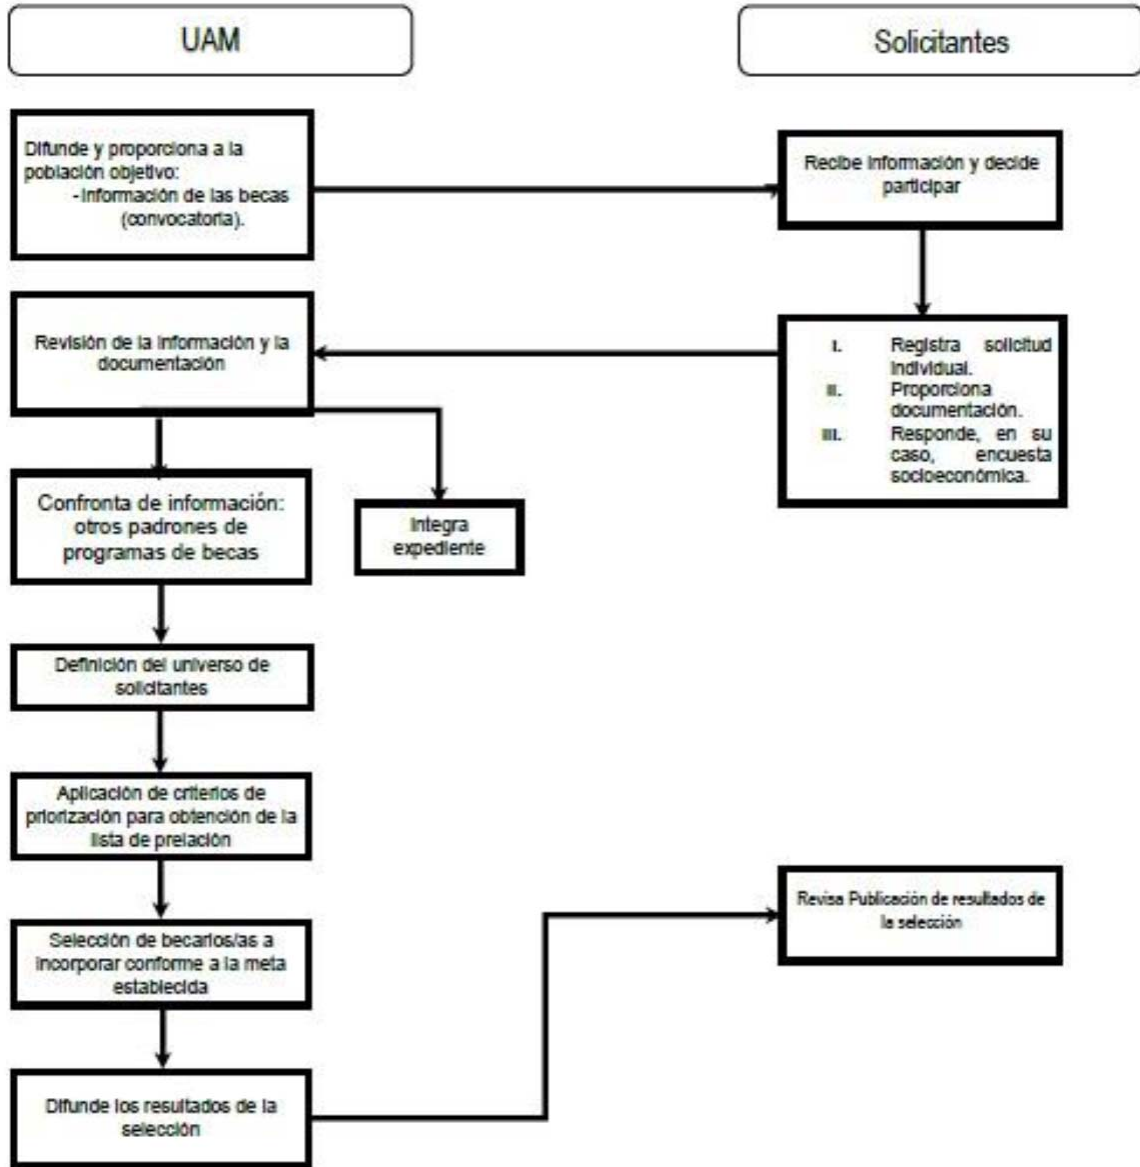 UAM
Solicitantes
Difunde y proporciona a la
población objetivo:
- Información de las becas
(convocatoria).
Recibe información y decide
participar
Revisión de la información y la
documentación
I. Registra solicitud
individual.
II. Proporciona
documentación.
III. Responde, en su
caso, encuesta
socioeconómica.
Confronta de información:
otros padrones de
programas de becas
Integra
expediente
Definición del universo de
solicitantes
Aplicación de criterios de
priorización para obtención de la
lista de prelación
Revisa Publicación de resultados de
la selección
Selección de becarios/as a
incorporar conforme a la meta
establecida
Difunde los resultados de la
selección